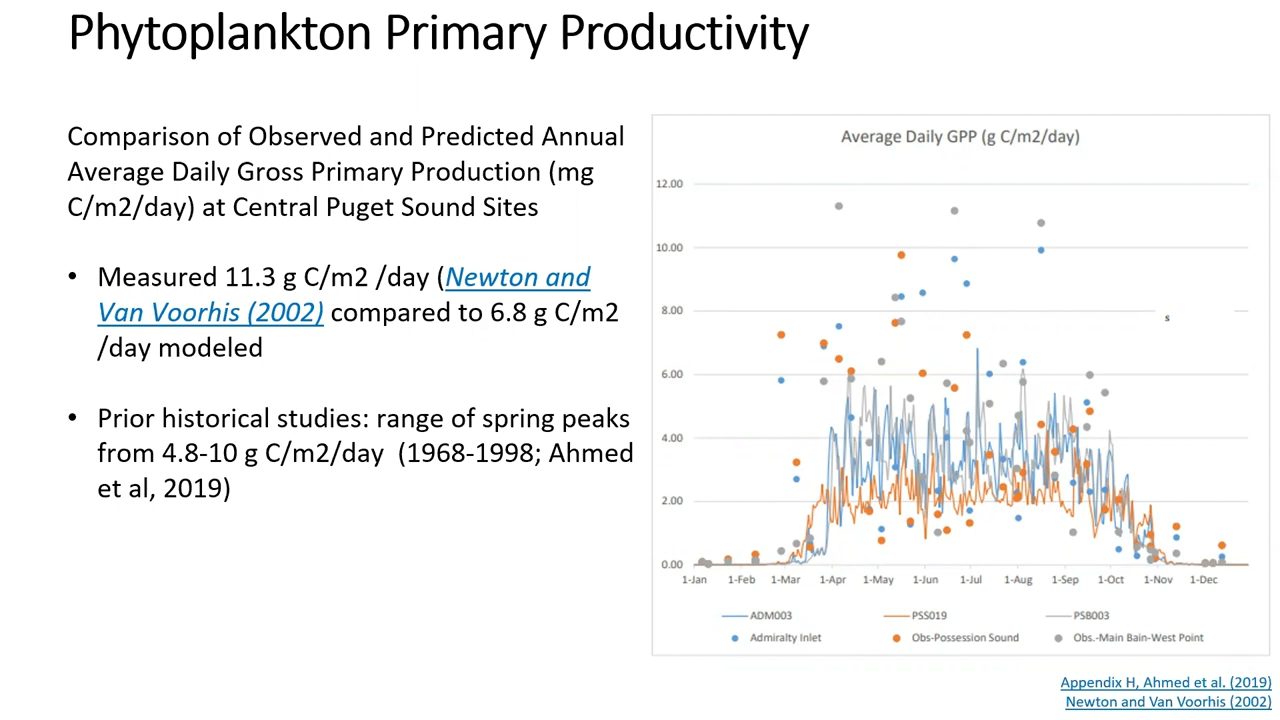 Phytoplankton Primary Productivity
Comparison of Observed and Predicted Annual
Average Daily Gross Primary Production (mg
C/m2/day) at Central Puget Sound Sites
• Measured 11.3 g C/m2 /day (Newton and
Van Voorhis (2002) compared to 6.8 g C/m2
/day modeled
• Prior historical studies: range of spring peaks
from 4.8-10 g C/m2/day (1968-1998; Ahmed
et al, 2019)
Average Daily GPP (g C/m2/day)
12.00
10.00
8.00
s
6.00
4.00
2.00
0.00
1-Jan 1-Feb 1-Mar 1-Apr 1-May 1-Jun 1-Jul 1-Aug 1-Sep 1-Oct 1-Nov 1-Dec
ADM003 PSS019 PSB003
Admiralty Inlet Obs-Possession Sound Obs.-Main Bain-West Point
Appendix H, Ahmed et al. (2019)
Newton and Van Voorhis (2002)